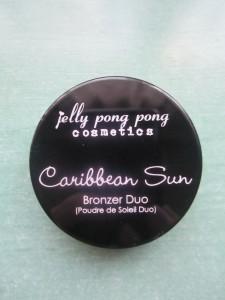 jelly pong pong
cosmetics
Caribbean Sun
Bronzer Duo
(Poudre de Soleil Duo)